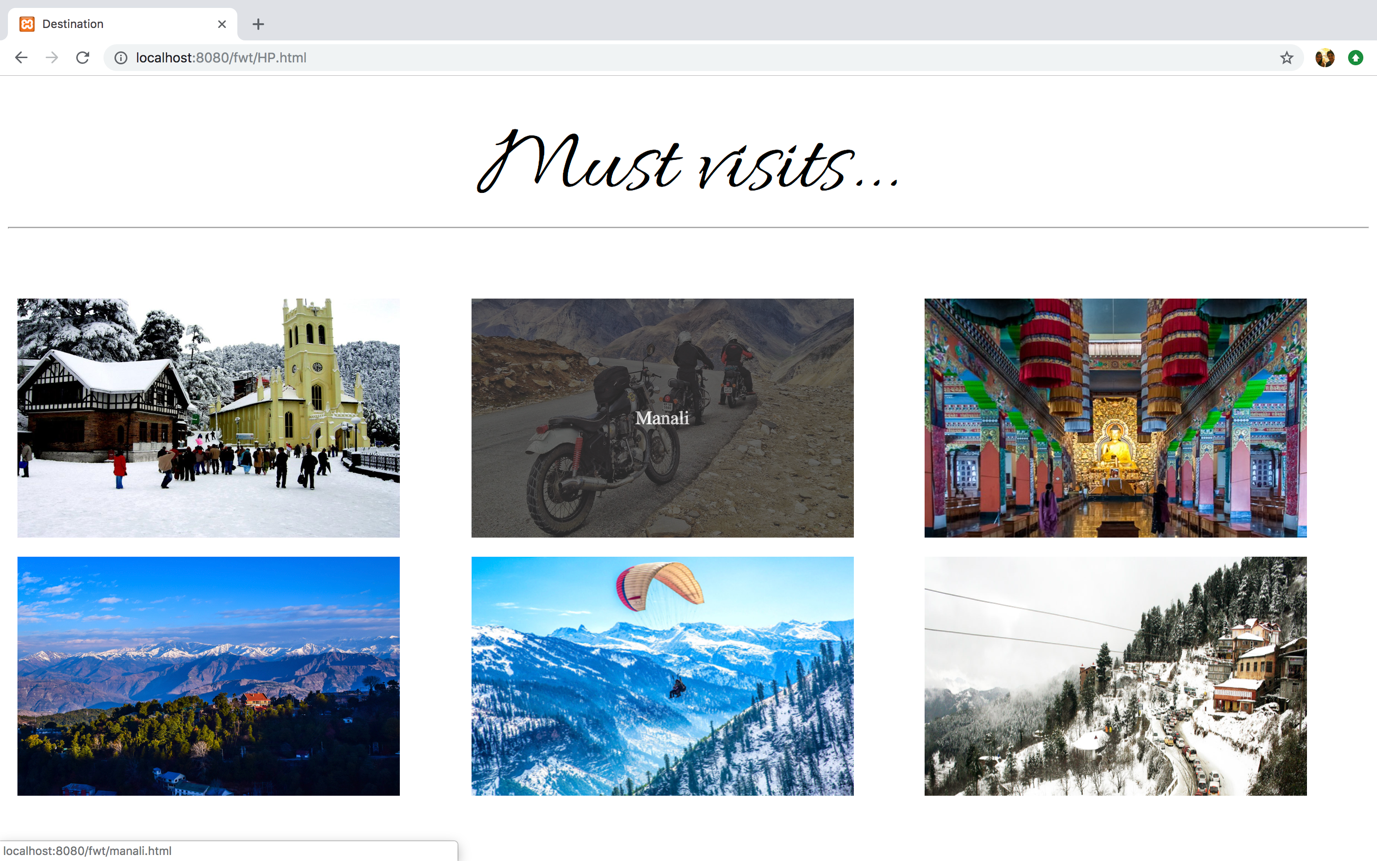 Destination
localhost:8080/fwt/HP.html
Must visits...
Manali
localhost:8080/fwt/manali.html